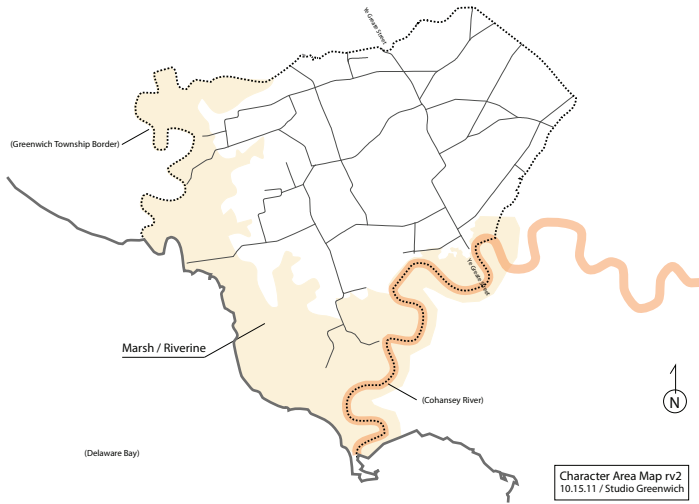 Ye Greate Street
(Greenwich Township Border)
Ye Greate Street
Marsh / Riverine
(Cohansey River)
N
(Delaware Bay)
Character Area Map rv2
10.15.11 / Studio Greenwich